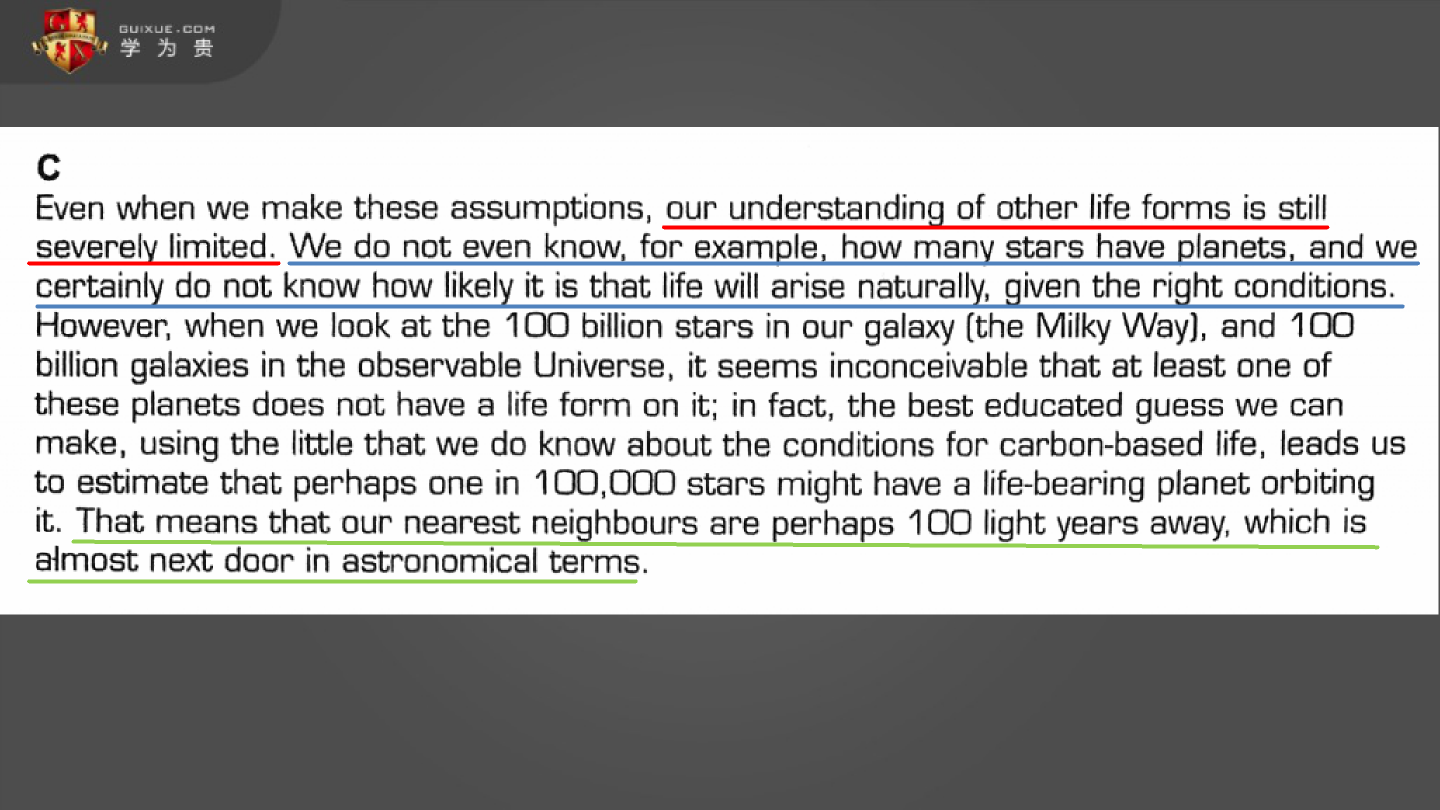 GUIXUE.COM
学为贵
C
Even when we make these assumptions, our understanding of other life forms is still
severely limited. We do not even know, for example, how many stars have planets, and we
certainly do not know how likely it is that life will arise naturally, given the right conditions.
However, when we look at the 100 billion stars in our galaxy (the Milky Way), and 100
billion galaxies in the observable Universe, it seems inconceivable that at least one of
these planets does not have a life form on it; in fact, the best educated guess we can
make, using the little that we do know about the conditions for carbon-based life, leads us
to estimate that perhaps one in 100,000 stars might have a life-bearing planet orbiting
it. That means that our nearest neighbours are perhaps 100 light years away, which is
almost next door in astronomical terms.